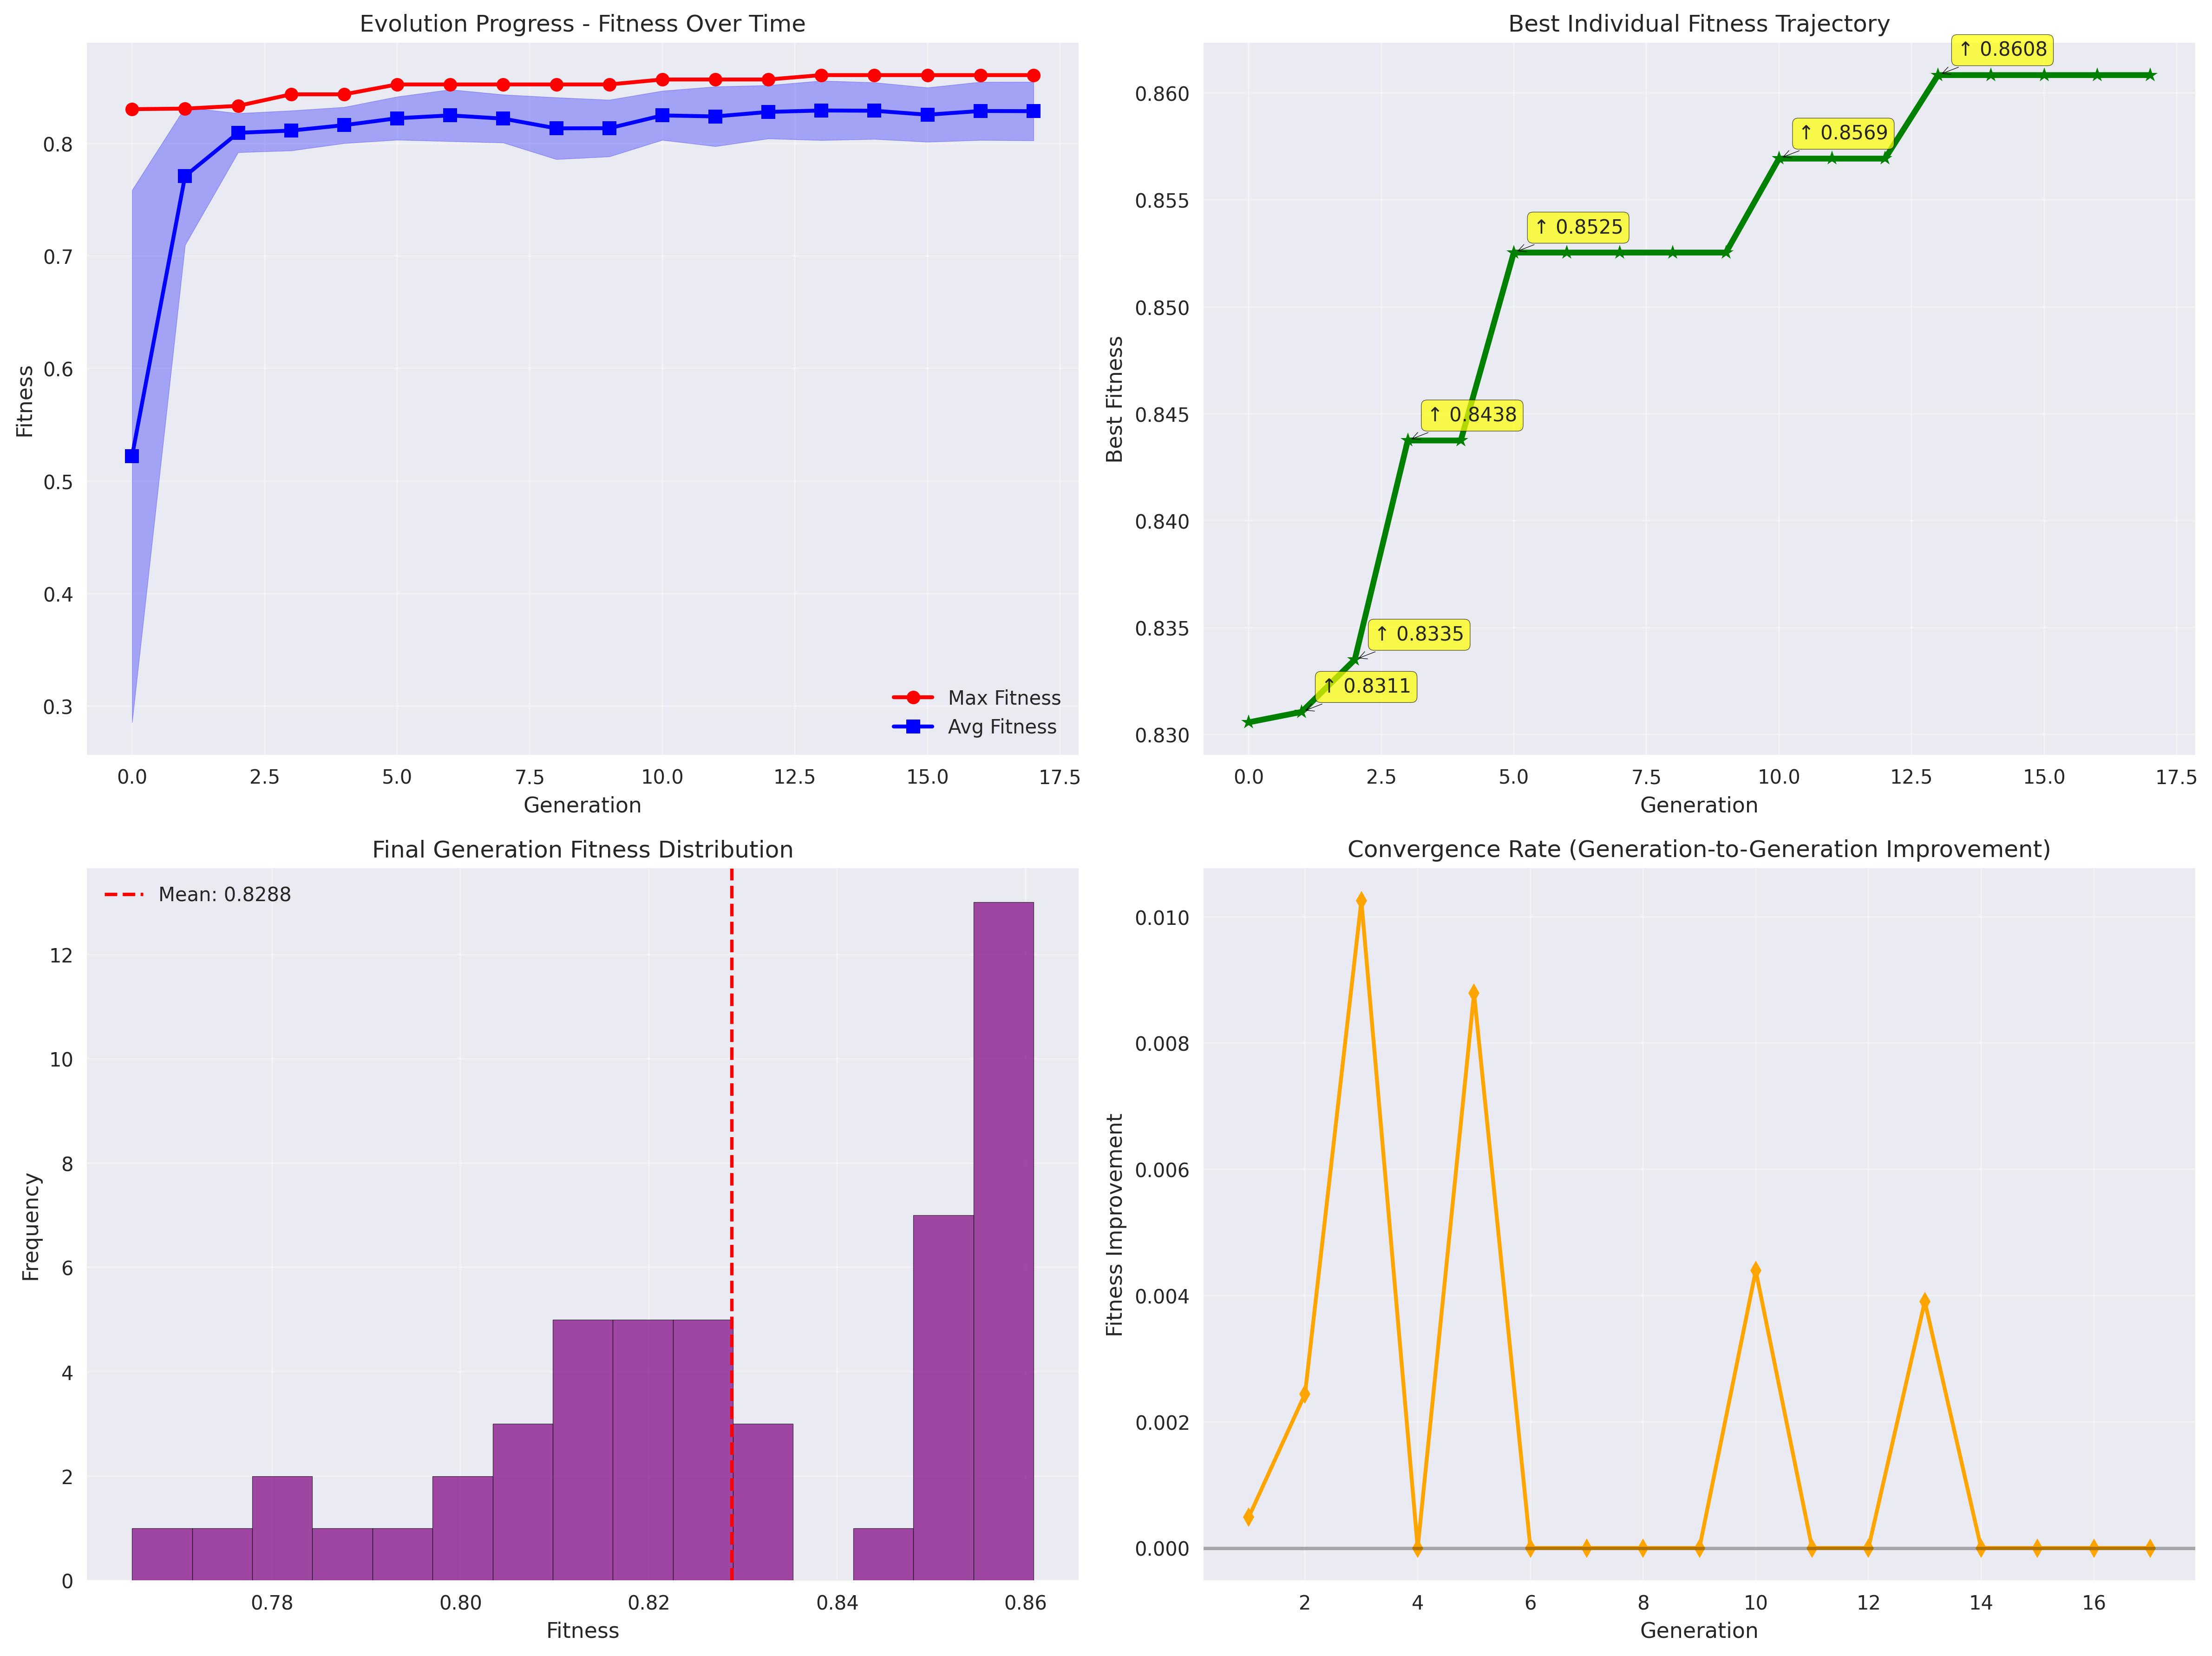 Evolution Progress - Fitness Over Time
Fitness
0.8
0.7
0.6
0.5
0.4
0.3
Max Fitness
Avg Fitness
0.0 2.5 5.0 7.5 10.0 12.5 15.0 17.5
Generation
Best Individual Fitness Trajectory
Best Fitness
0.860
0.855
0.850
0.845
0.840
0.835
0.830
↑ 0.8608
↑ 0.8569
↑ 0.8525
↑ 0.8438
↑ 0.8335
↑ 0.8311
0.0 2.5 5.0 7.5 10.0 12.5 15.0 17.5
Generation
Final Generation Fitness Distribution
Mean: 0.8288
Frequency
12
10
8
6
4
2
0
0.78 0.80 0.82 0.84 0.86
Fitness
Convergence Rate (Generation-to-Generation Improvement)
Fitness Improvement
0.010
0.008
0.006
0.004
0.002
0.000
2 4 6 8 10 12 14 16
Generation